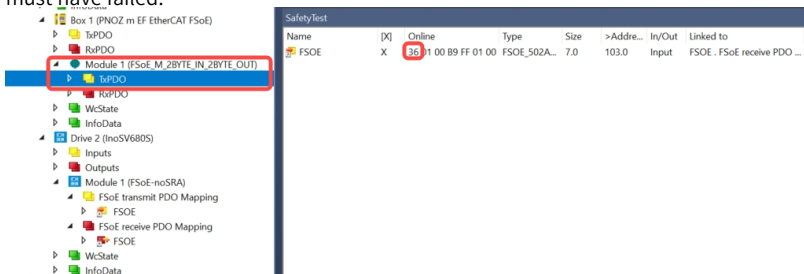 must have failed.
Box 1 (PNOZ m EF EtherCAT FSoE)
TxPDO
RxPDO
Module 1 (FSoE_M_2BYTE_IN_2BYTE_OUT)
TxPDO
RxPDO
WcState
InfoData
Drive 2 (InoSV680S)
Inputs
Outputs
Module 1 (FSoE-noSRA)
FSoE transmit PDO Mapping
FSOE
FSoE receive PDO Mapping
FSOE
WcState
InfoData
SafetyTest
Name [X] Online Type Size >Addre... In/Out Linked to
FSOE X 36 01 00 B9 FF 01 00 FSOE_502A... 7.0 103.0 Input FSOE . FSoE receive PDO ...